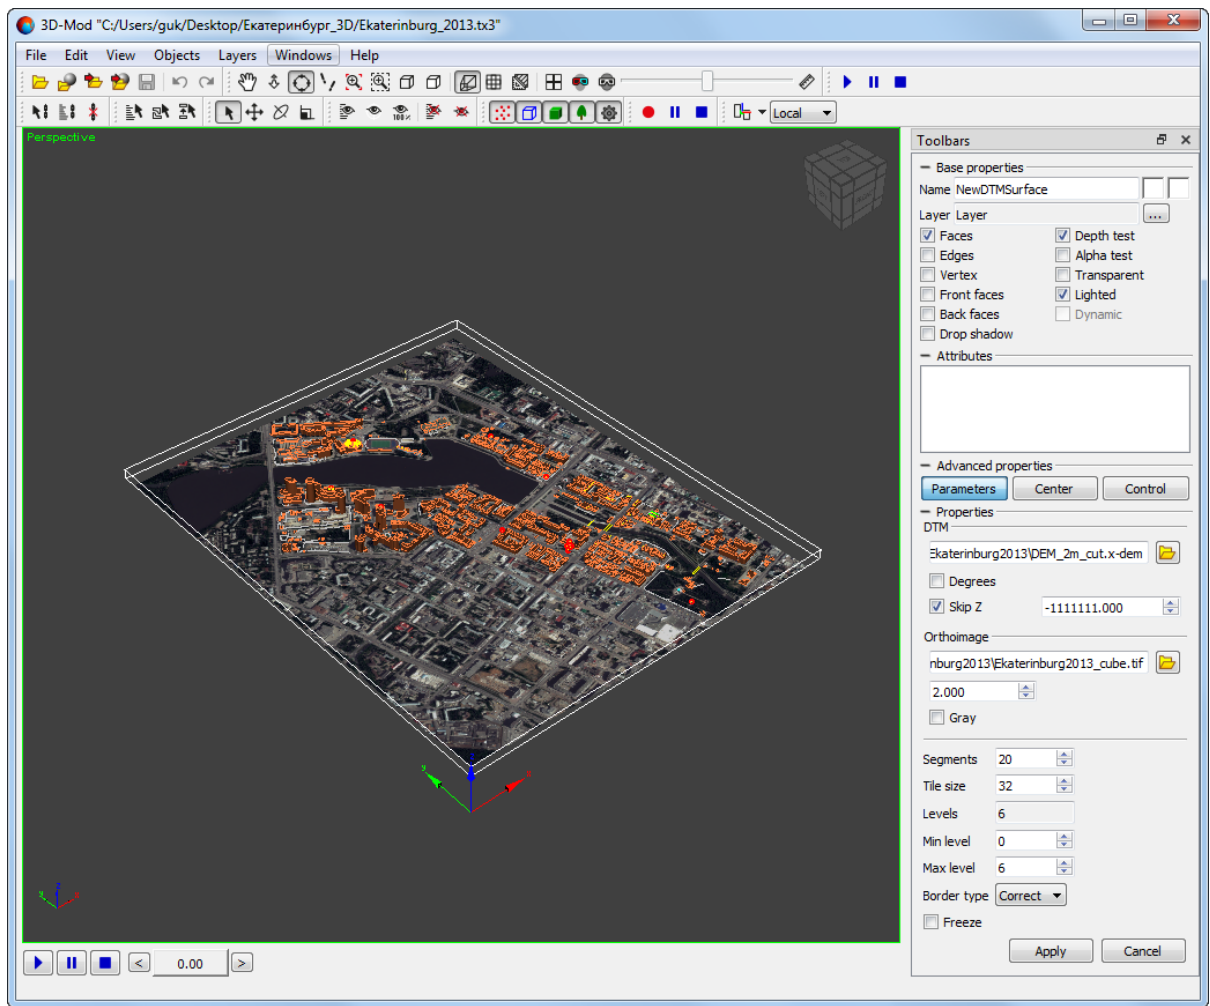 3D-Mod "C:/Users/guk/Desktop/Екатеринбург_3D/Ekaterinburg_2013.tx3"
File Edit View Objects Layers Windows Help
100%
Local
Perspective
Toolbars
Base properties
Name NewDTMSurface
Layer Layer ...
Faces Depth test
Edges Alpha test
Vertex Transparent
Front faces Lighted
Back faces Dynamic
Drop shadow
Attributes
Advanced properties
Parameters Center Control
Properties
DTM
Ekaterinburg2013\DEM_2m_cut.x-dem
Degrees
Skip Z -1111111.000
Orthoimage
nburg2013\Ekaterinburg2013_cube.tif
2.000
Gray
Segments 20
Tile size 32
Levels 6
Min level 0
Max level 6
Border type Correct
Freeze
Apply Cancel
y z x
y z x
< 0.00 >